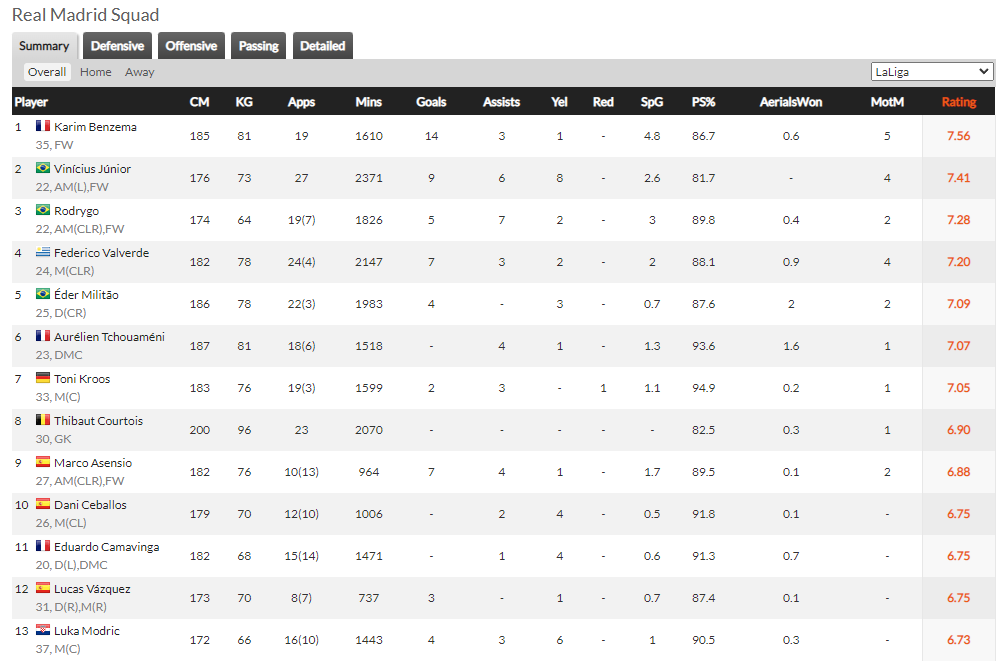 Real Madrid Squad
Summary Defensive Offensive Passing Detailed
Overall Home Away LaLiga
Player CM KG Apps Mins Goals Assists Yel Red SpG PS% AerialsWon MotM Rating
1 Karim Benzema 185 81 19 1610 14 3 1 - 4.8 86.7 0.6 5 7.56
35, FW
2 Vinícius Júnior 176 73 27 2371 9 6 8 - 2.6 81.7 - 4 7.41
22, AM(L),FW
3 Rodrygo 174 64 19(7) 1826 5 7 2 - 3 89.8 0.4 2 7.28
22, AM(CLR),FW
4 Federico Valverde 182 78 24(4) 2147 7 3 2 - 2 88.1 0.9 4 7.20
24, M(CLR)
5 Éder Militão 186 78 22(3) 1983 4 - 3 - 0.7 87.6 2 2 7.09
25, D(CR)
6 Aurélien Tchouaméni 187 81 18(6) 1518 - 4 1 - 1.3 93.6 1.6 1 7.07
23, DMC
7 Toni Kroos 183 76 19(3) 1599 2 3 - 1 1.1 94.9 0.2 1 7.05
33, M(C)
8 Thibaut Courtois 200 96 23 2070 - - - - - 82.5 0.3 1 6.90
30, GK
9 Marco Asensio 182 76 10(13) 964 7 4 1 - 1.7 89.5 0.1 2 6.88
27, AM(CLR),FW
10 Dani Ceballos 179 70 12(10) 1006 - 2 4 - 0.5 91.8 0.1 - 6.75
26, M(CL)
11 Eduardo Camavinga 182 68 15(14) 1471 - 1 4 - 0.6 91.3 0.7 - 6.75
20, D(L),DMC
12 Lucas Vázquez 173 70 8(7) 737 3 - 1 - 0.7 87.4 0.1 - 6.75
31, D(R),M(R)
13 Luka Modric 172 66 16(10) 1443 4 3 6 - 1 90.5 0.3 - 6.73
37, M(C)